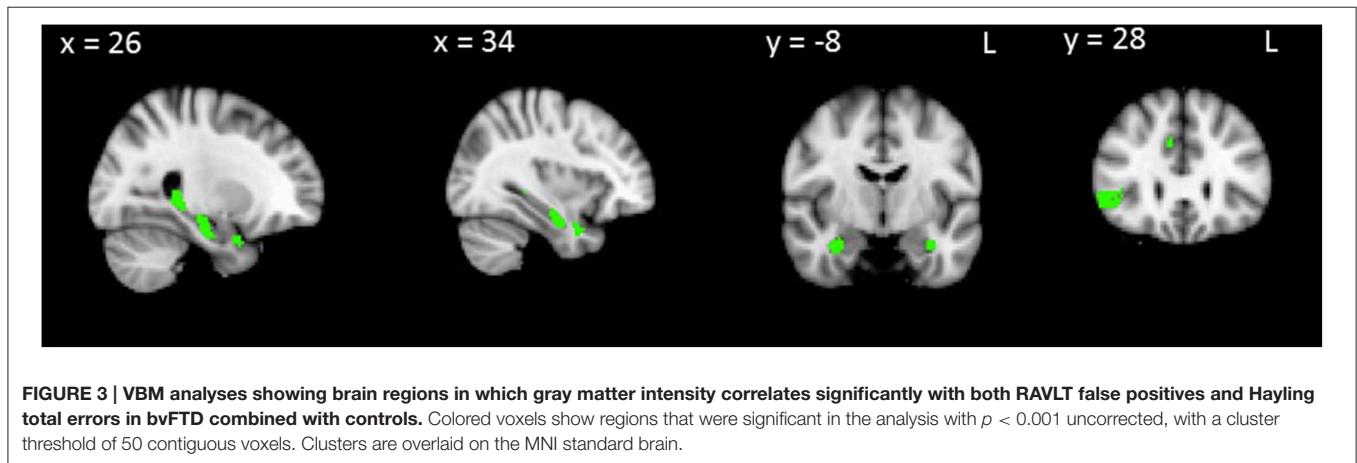 x = 26 x = 34 y = -8 L y = 28 L
FIGURE 3 | VBM analyses showing brain regions in which gray matter intensity correlates significantly with both RAVLT false positives and Hayling
total errors in bvFTD combined with controls. Colored voxels show regions that were significant in the analysis with p < 0.001 uncorrected, with a cluster
threshold of 50 contiguous voxels. Clusters are overlaid on the MNI standard brain.